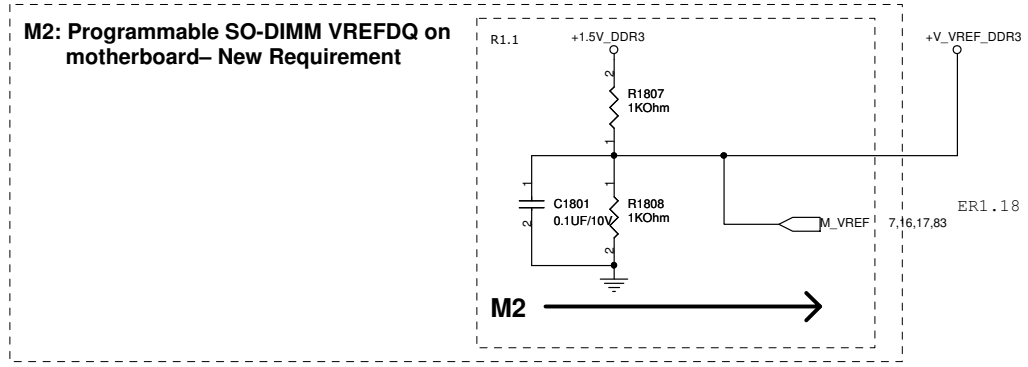 M2: Programmable SO-DIMM VREFDQ on
motherboard– New Requirement
R1.1
+1.5V_DDR3
+V_VREF_DDR3
2
R1807
1KOhm
1
1
C1801
0.1UF/10V
2
1
R1808
1KOhm
2
M_VREF 7,16,17,83
ER1.18
M2